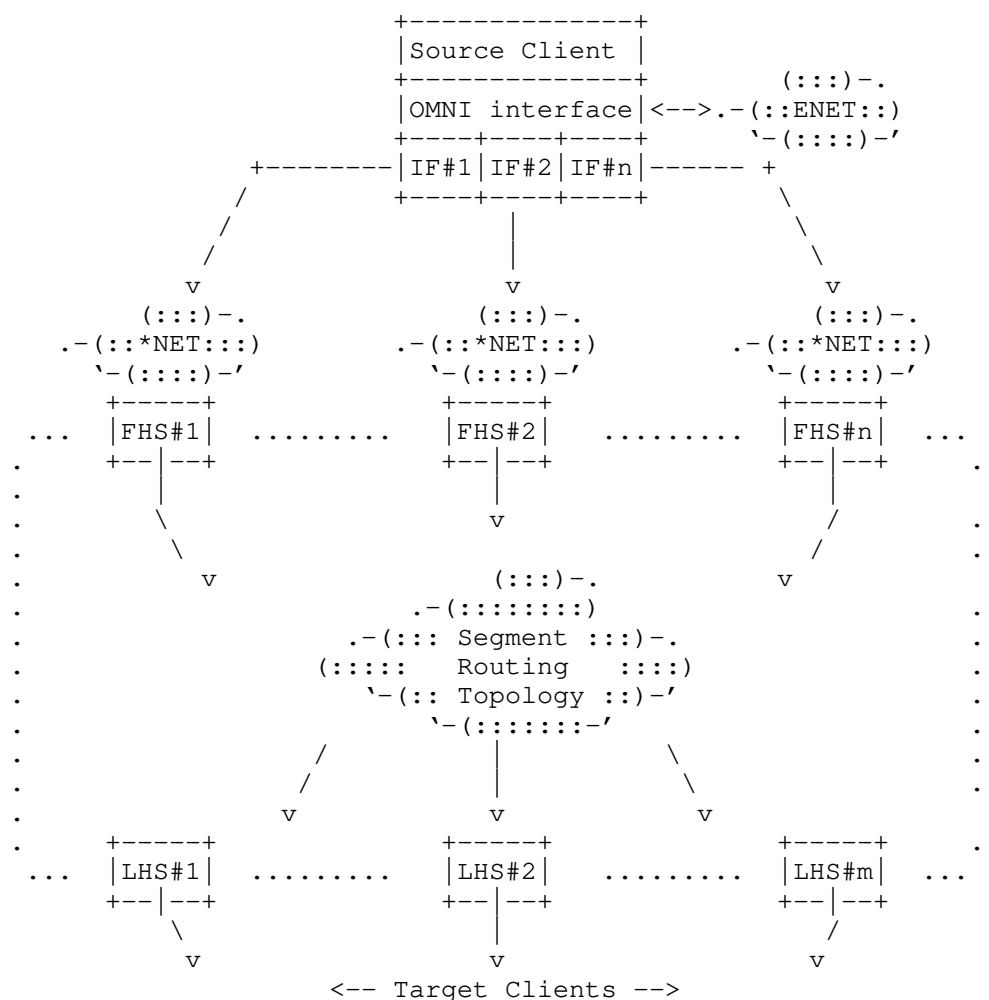 Source Client
(:::)-.
OMNI interface <-->.-(::ENET::)
`-(::::)-'
IF#1 IF#2 IF#n
(:::)-. (:::)-. (:::)-.
.-(::*NET:::) .-(::*NET:::) .-(::*NET:::)
`-(::::)-' `-(::::)-' `-(::::)-'
... FHS#1 ......... FHS#2 ......... FHS#n ...
(:::)-.
.-(::::::::)
.-(::: Segment :::)-.
(::::: Routing ::::)
`-(:: Topology ::)-'
`-(:::::::-'
... LHS#1 ......... LHS#2 ......... LHS#m ...
<-- Target Clients -->